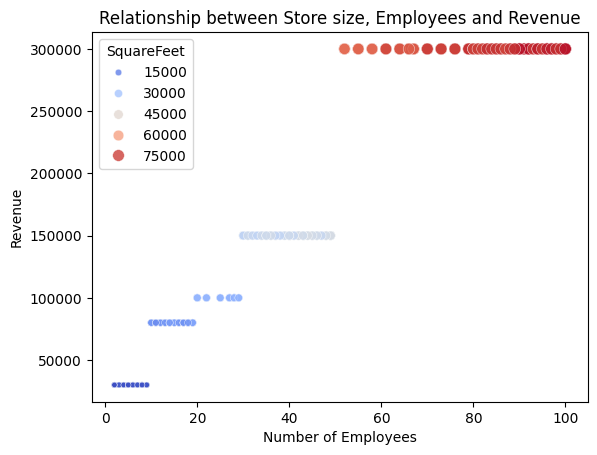 Relationship between Store size, Employees and Revenue
SquareFeet
15000
30000
45000
60000
75000
300000
250000
200000
150000
100000
50000
Revenue
0 20 40 60 80 100
Number of Employees